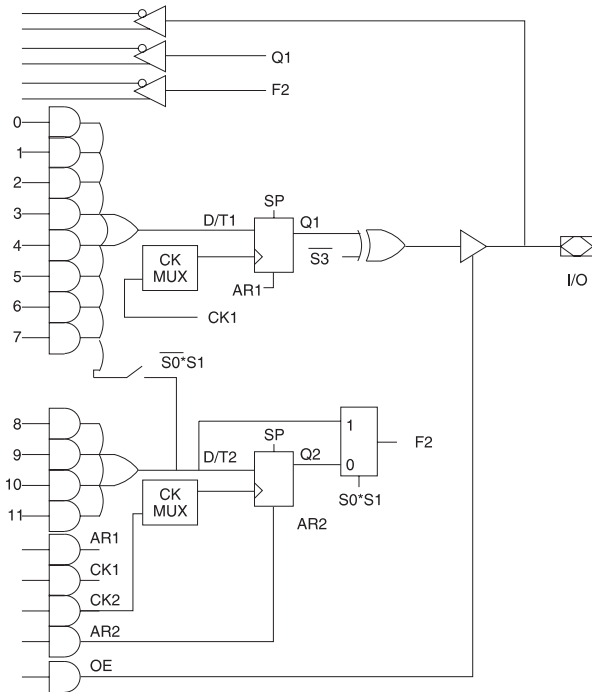 Q1
F2
0
1
2
3
4
5
6
7
D/T1
SP
Q1
CK
MUX
AR1
CK1
S̅3̅
I/O
S̅0̅*S1
8
9
10
11
D/T2
SP
Q2
1
0
F2
S0*S1
CK
MUX
AR2
AR1
CK1
CK2
AR2
OE